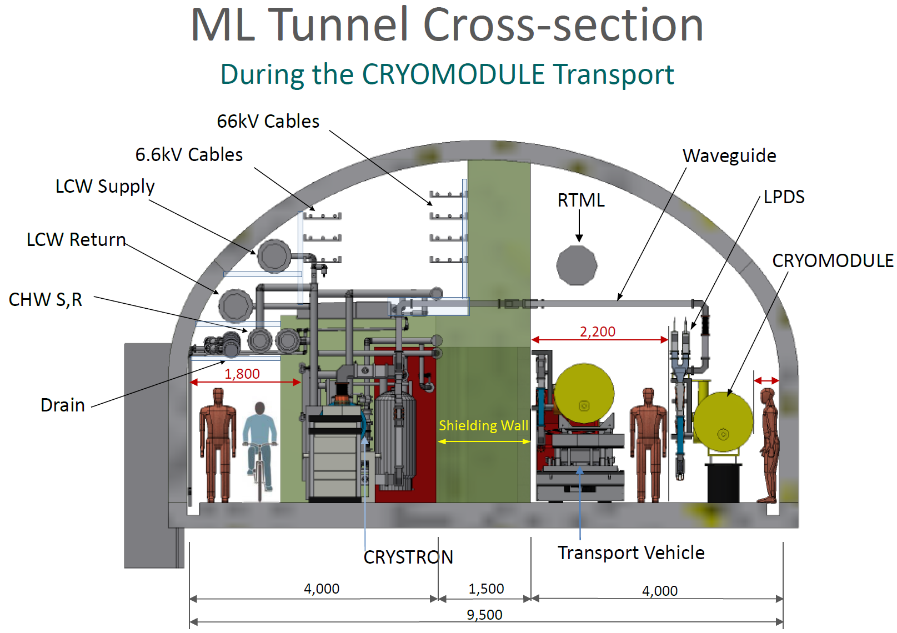 ML Tunnel Cross-section
During the CRYOMODULE Transport
66kV Cables
6.6kV Cables
Waveguide
LCW Supply
RTML
LPDS
LCW Return
CRYOMODULE
CHW S,R
2,200
1,800
Drain
Shielding Wall
CRYSTRON
Transport Vehicle
4,000
1,500
4,000
9,500